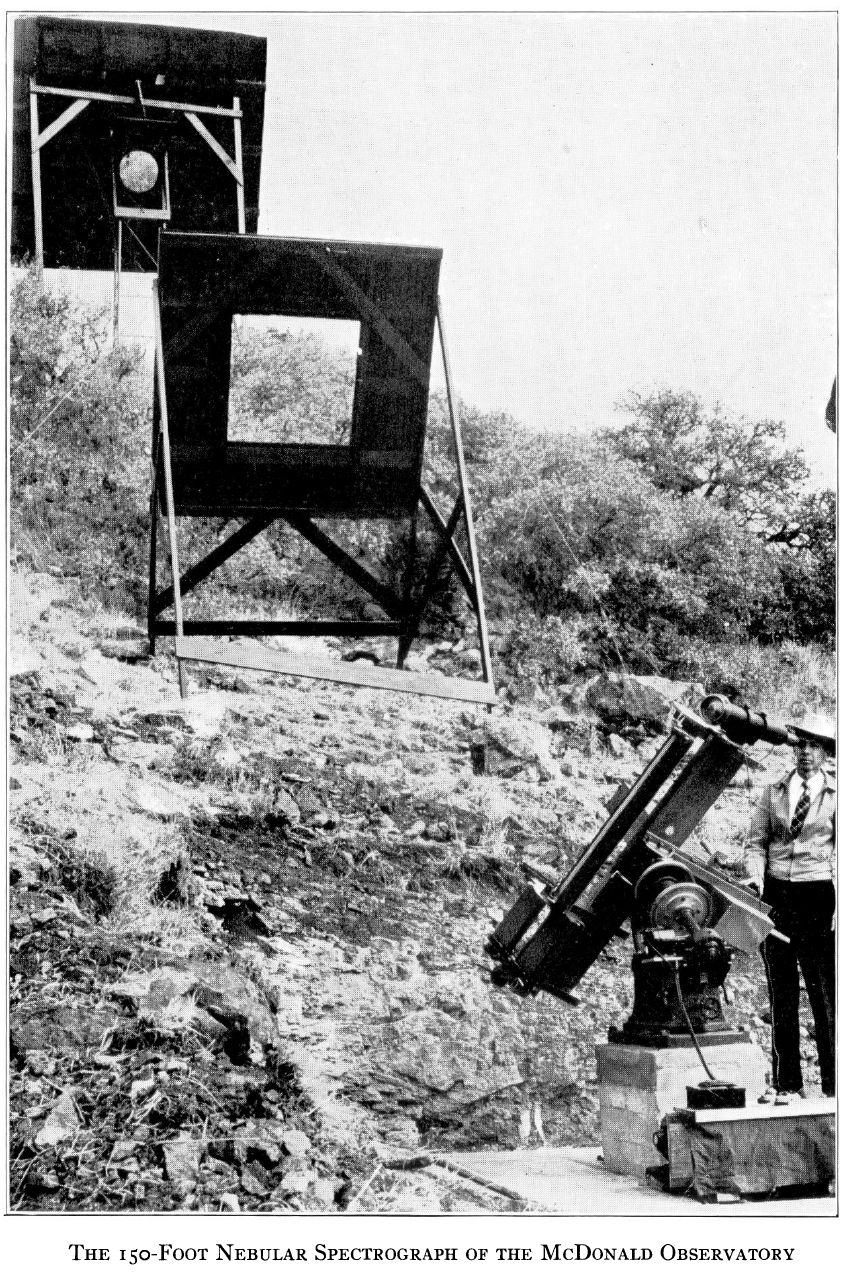 The 150-Foot Nebular Spectrograph of the McDonald Observatory